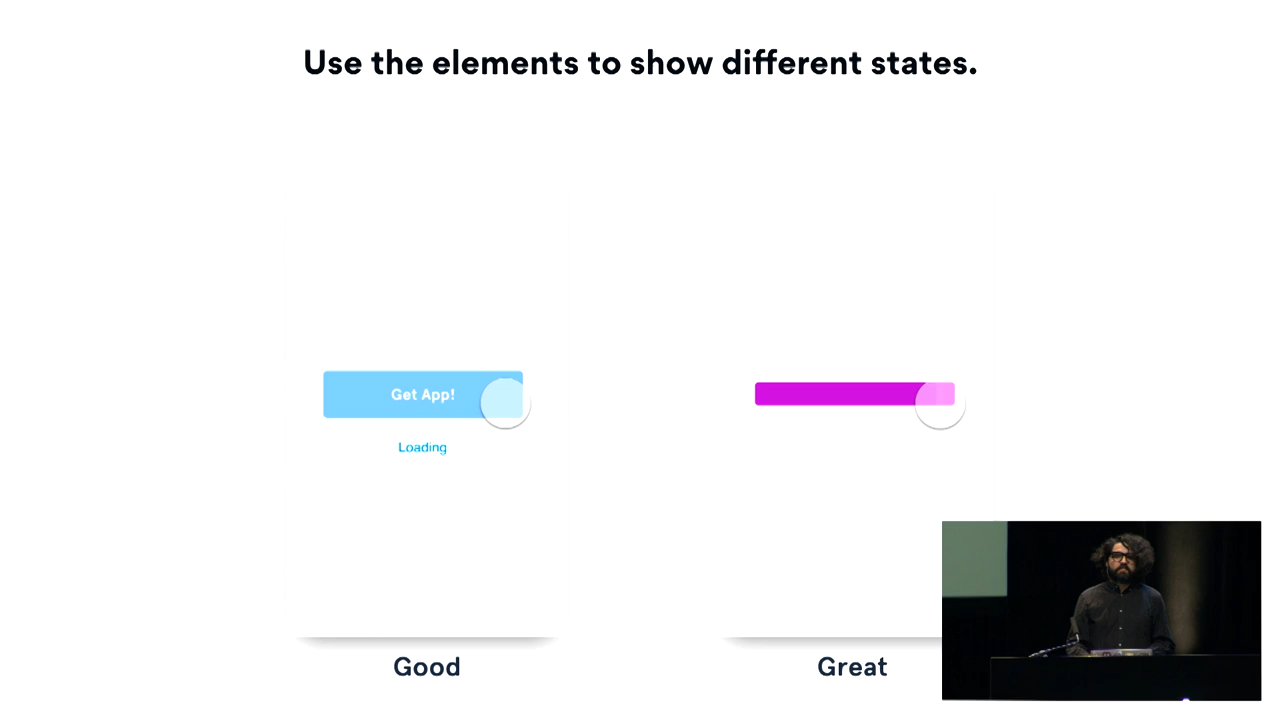 Use the elements to show different states.
Get App!
Loading
Good
Great